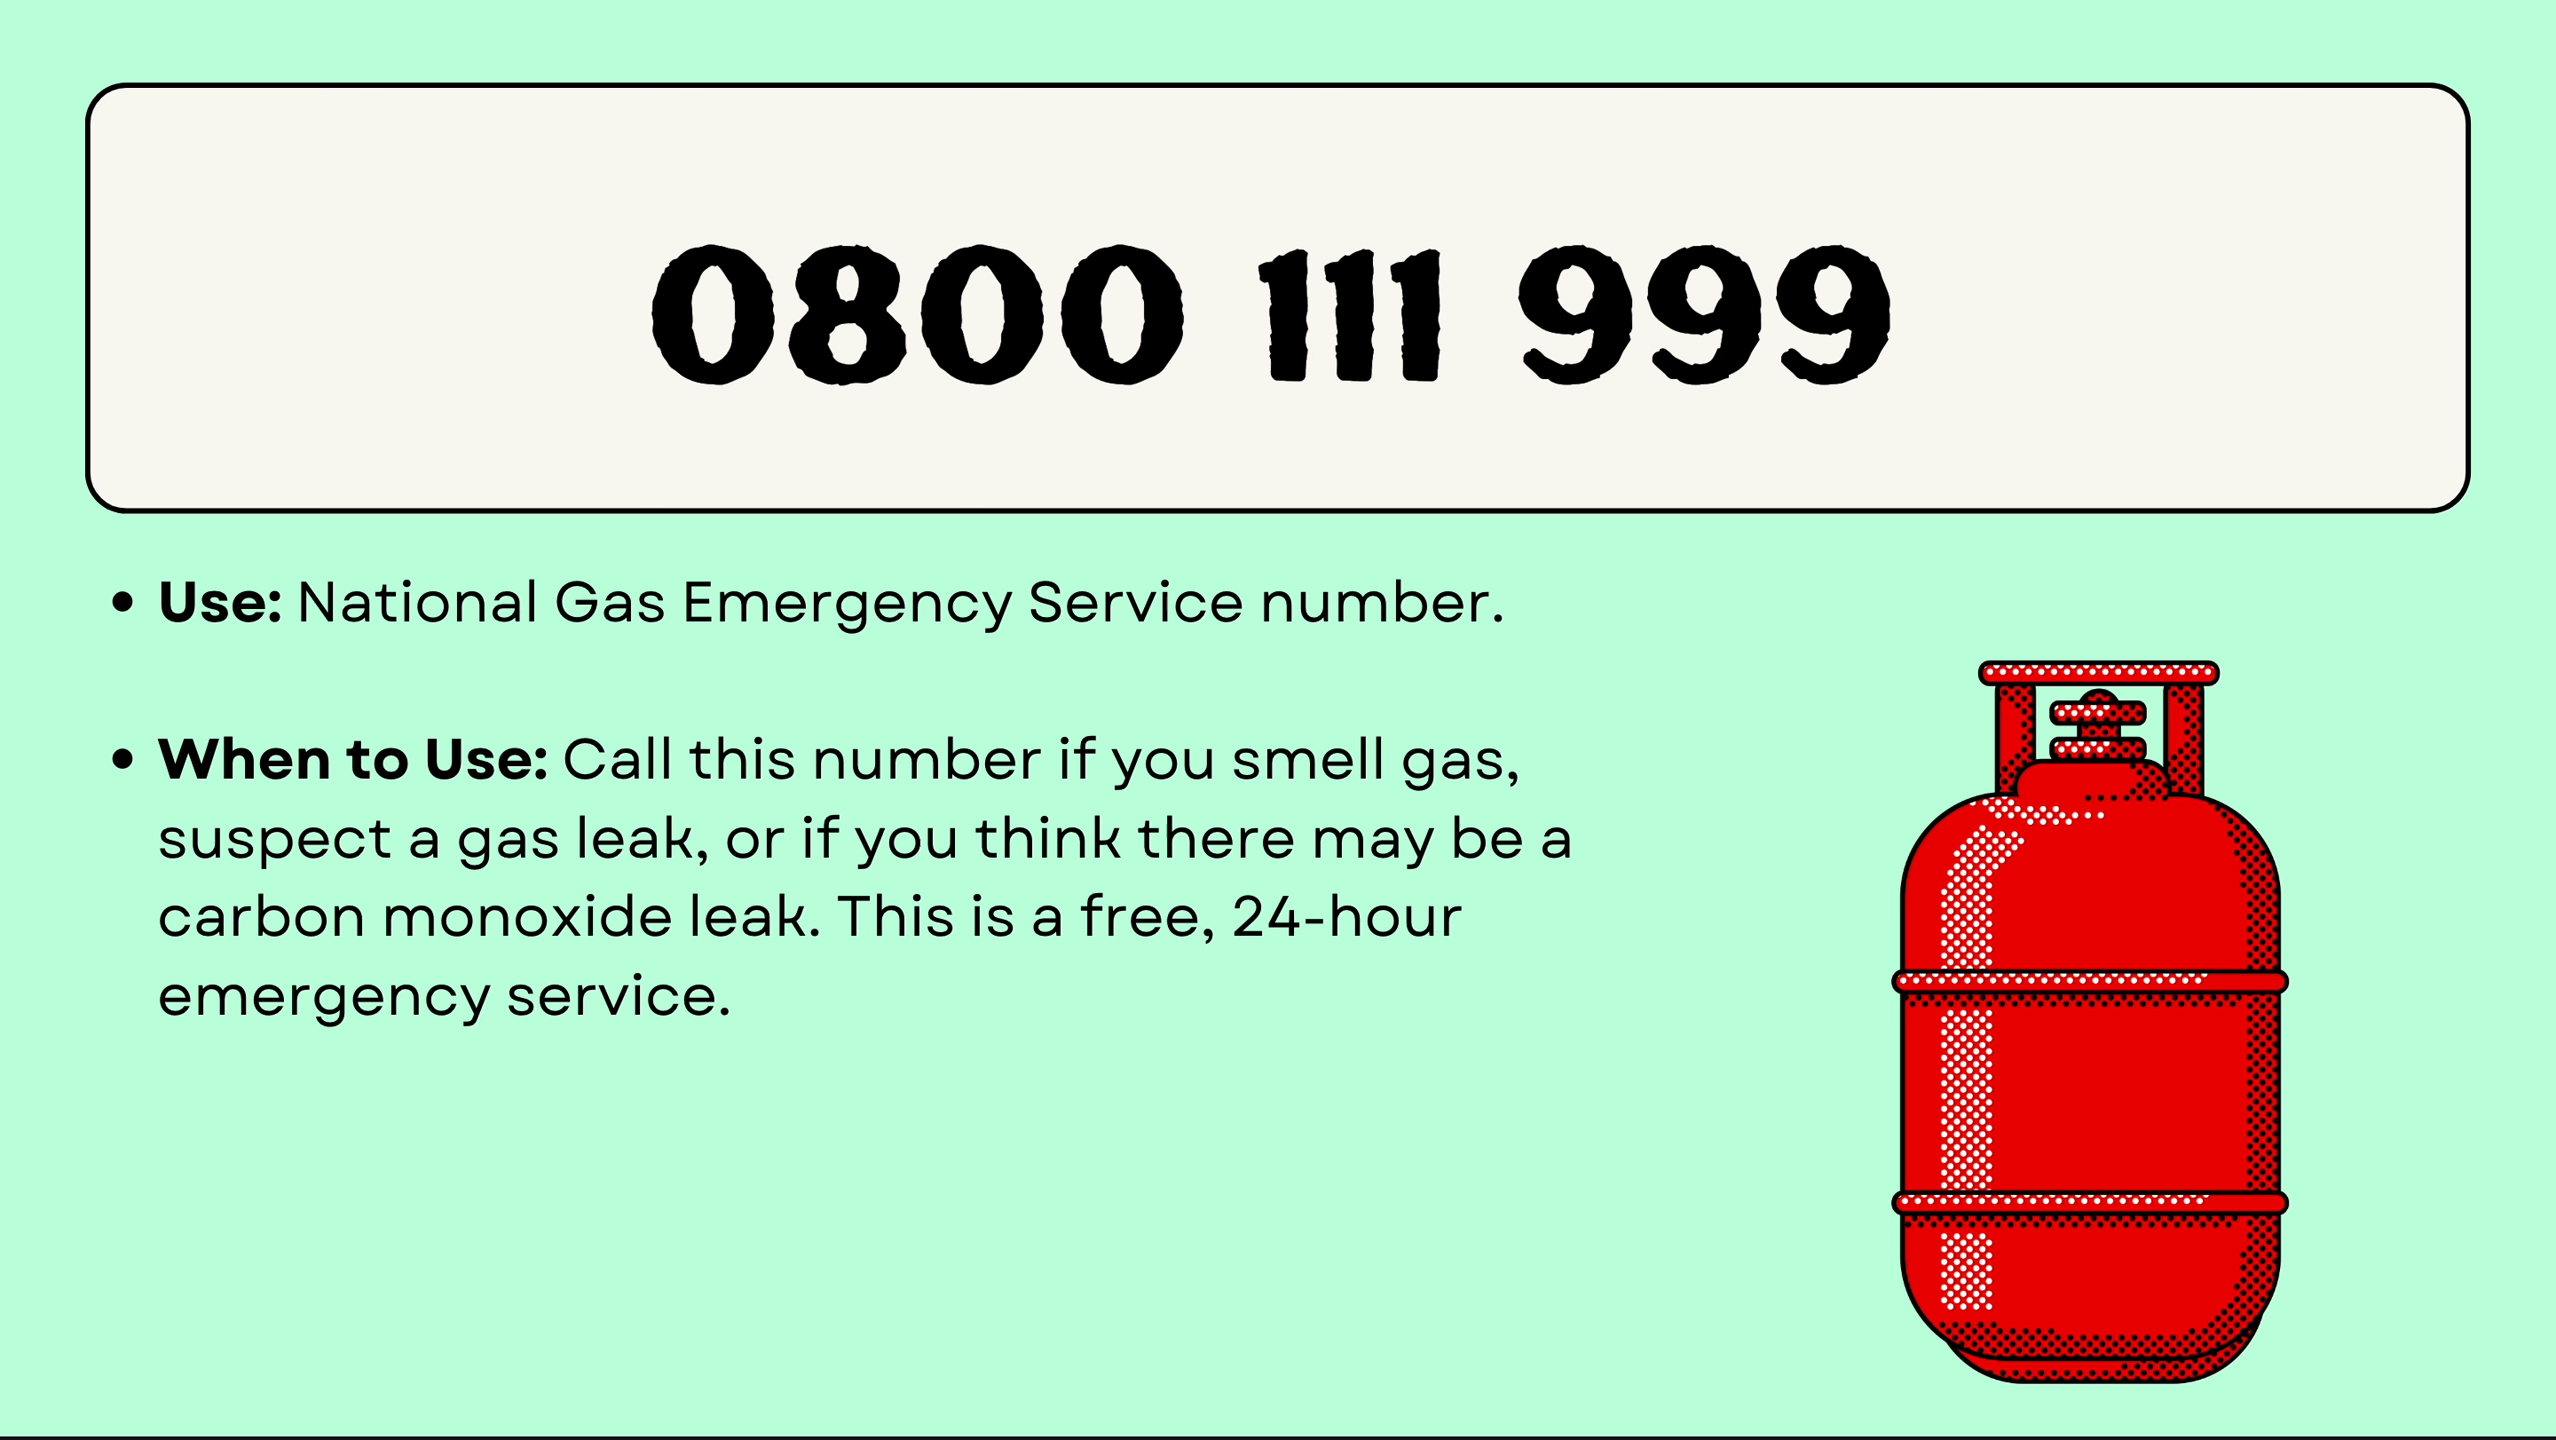 0800 111 999
• Use: National Gas Emergency Service number.
• When to Use: Call this number if you smell gas,
suspect a gas leak, or if you think there may be a
carbon monoxide leak. This is a free, 24-hour
emergency service.